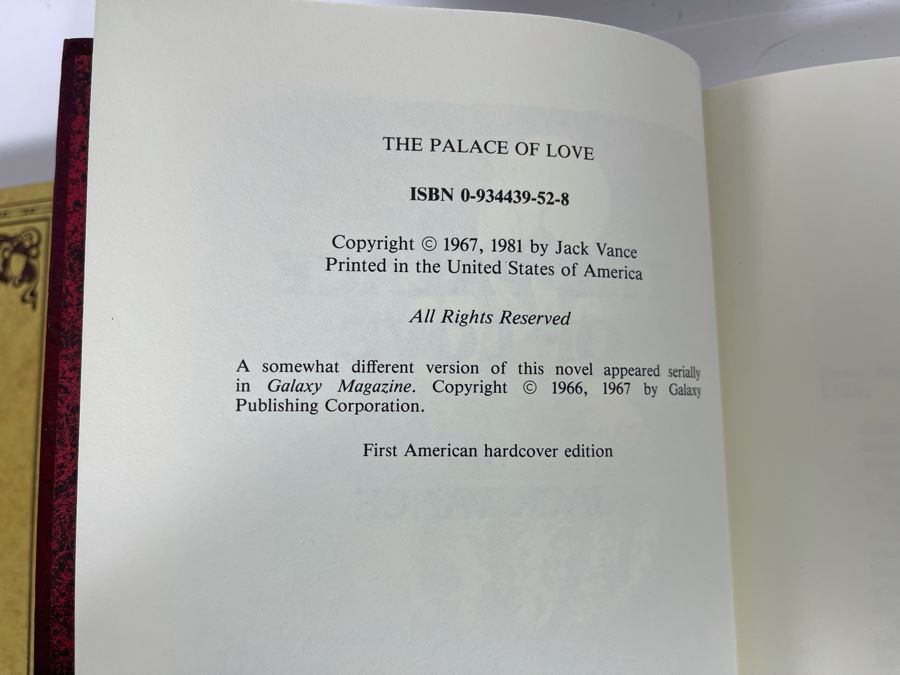 THE PALACE OF LOVE
ISBN 0-934439-52-8
Copyright © 1967, 1981 by Jack Vance
Printed in the United States of America
All Rights Reserved
A somewhat different version of this novel appeared serially
in Galaxy Magazine. Copyright © 1966, 1967 by Galaxy
Publishing Corporation.
First American hardcover edition